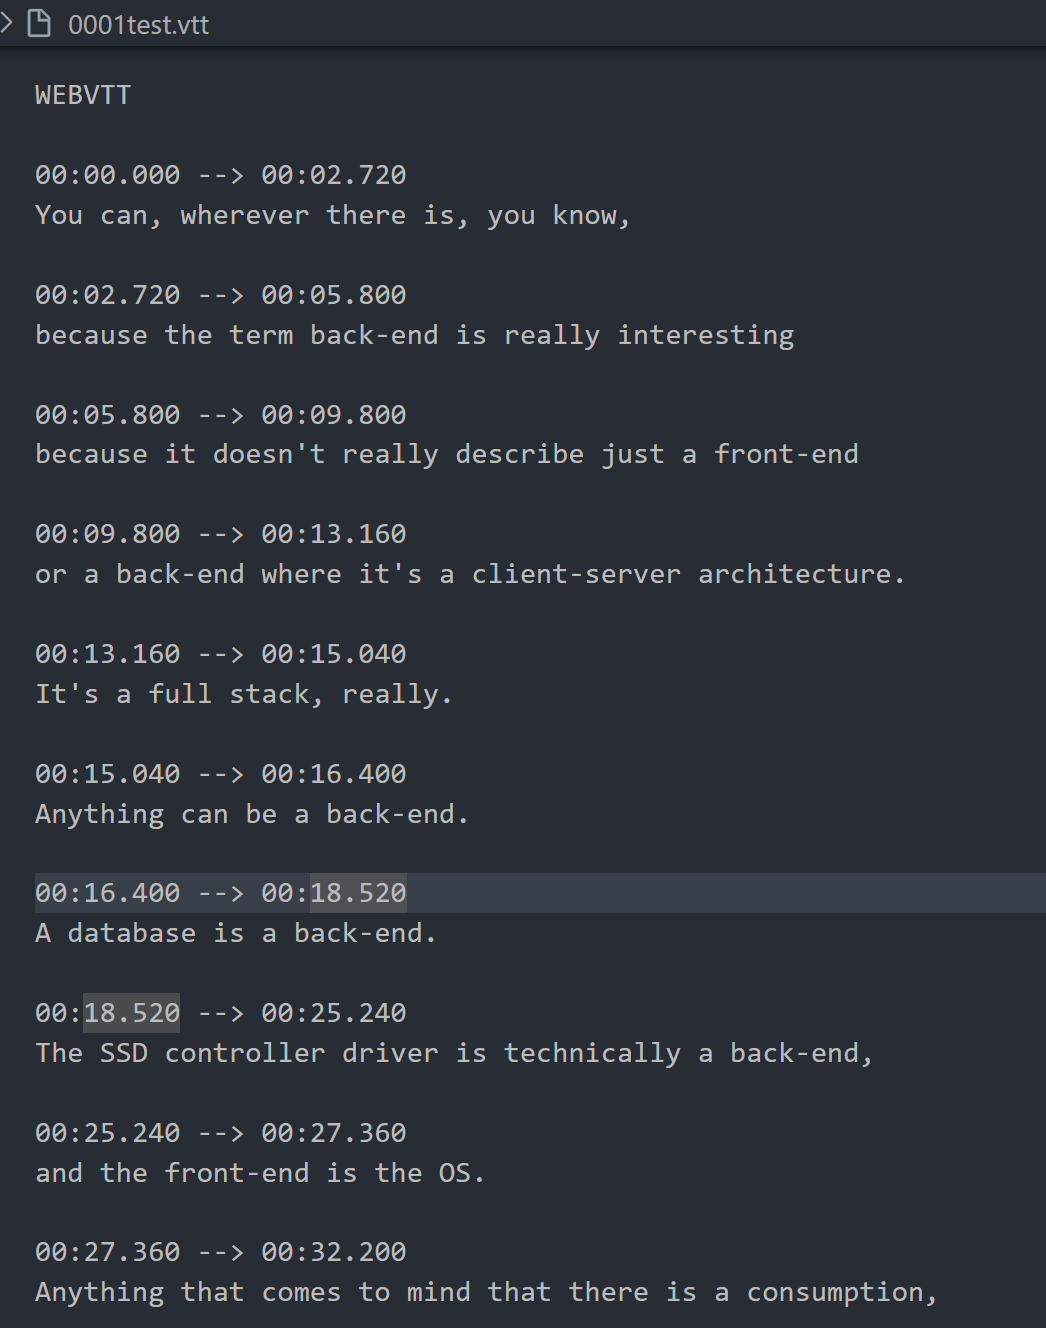 0001test.vtt
WEBVTT
00:00.000 --> 00:02.720
You can, wherever there is, you know,
00:02.720 --> 00:05.800
because the term back-end is really interesting
00:05.800 --> 00:09.800
because it doesn't really describe just a front-end
00:09.800 --> 00:13.160
or a back-end where it's a client-server architecture.
00:13.160 --> 00:15.040
It's a full stack, really.
00:15.040 --> 00:16.400
Anything can be a back-end.
00:16.400 --> 00:18.520
A database is a back-end.
00:18.520 --> 00:25.240
The SSD controller driver is technically a back-end,
00:25.240 --> 00:27.360
and the front-end is the OS.
00:27.360 --> 00:32.200
Anything that comes to mind that there is a consumption,